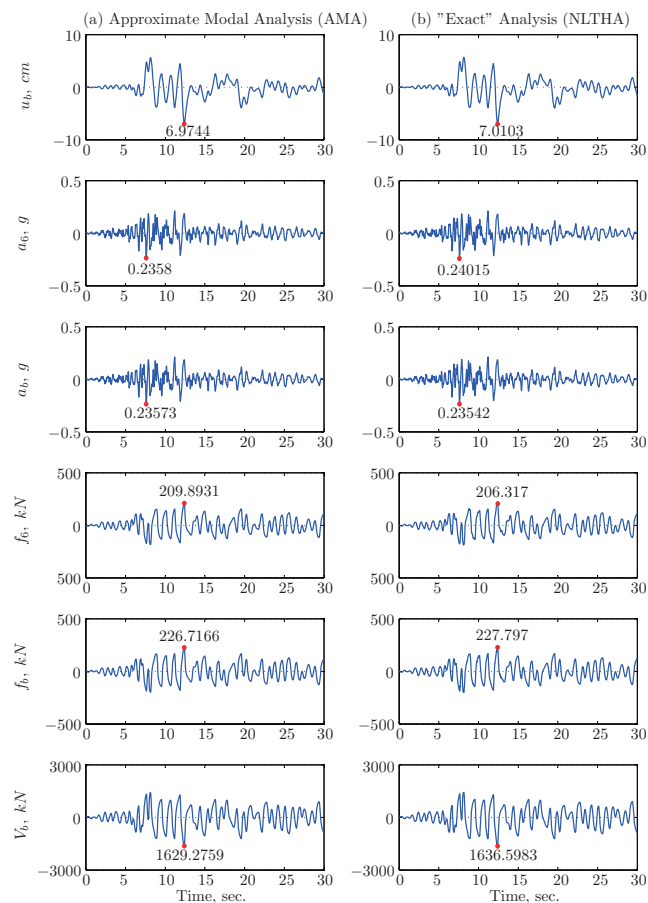 (a) Approximate Modal Analysis (AMA) (b) "Exact" Analysis (NLTHA)
10 10
u_b, cm 0 0
6.9744 7.0103
−10 −10
0 5 10 15 20 25 30 0 5 10 15 20 25 30
0.5 0.5
a_6, g 0 0
0.2358 0.24015
−0.5 −0.5
0 5 10 15 20 25 30 0 5 10 15 20 25 30
0.5 0.5
a_b, g 0 0
0.23573 0.23542
−0.5 −0.5
0 5 10 15 20 25 30 0 5 10 15 20 25 30
500 500
209.8931 206.317
f_6, kN 0 0
500 500
0 5 10 15 20 25 30 0 5 10 15 20 25 30
500 500
226.7166 227.797
f_b, kN 0 0
−500 −500
0 5 10 15 20 25 30 0 5 10 15 20 25 30
3000 3000
V_b, kN 0 0
1629.2759 1636.5983
−3000 −3000
0 5 10 15 20 25 30 0 5 10 15 20 25 30
Time, sec. Time, sec.